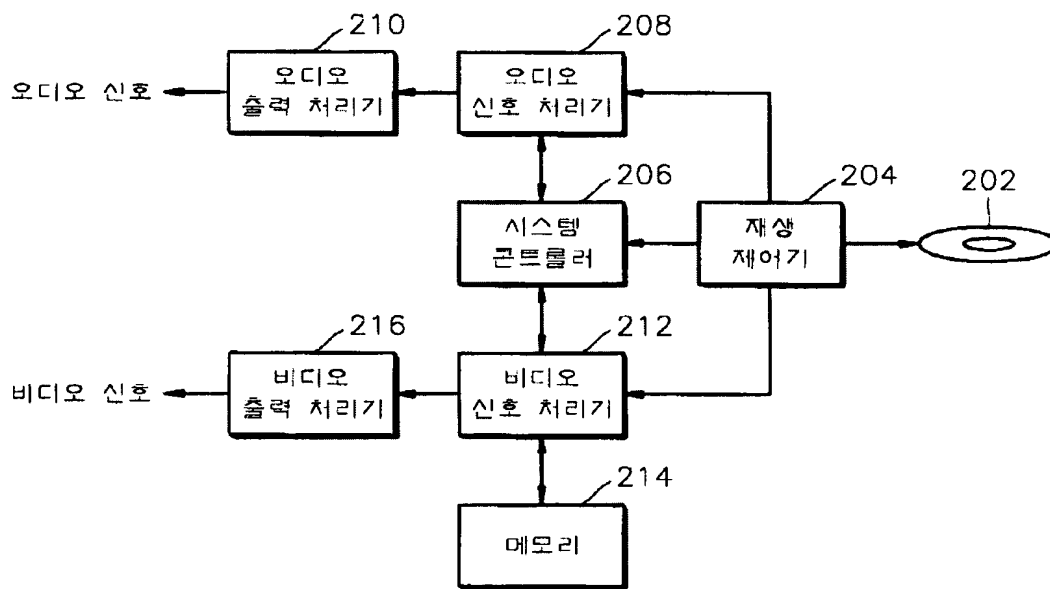 210
208
오디오 신호
오디오
출력 처리기
오디오
신호 처리기
206
204
202
시스템
콘트롤러
재생
제어기
216
212
비디오 신호
비디오
출력 처리기
비디오
신호 처리기
214
메모리